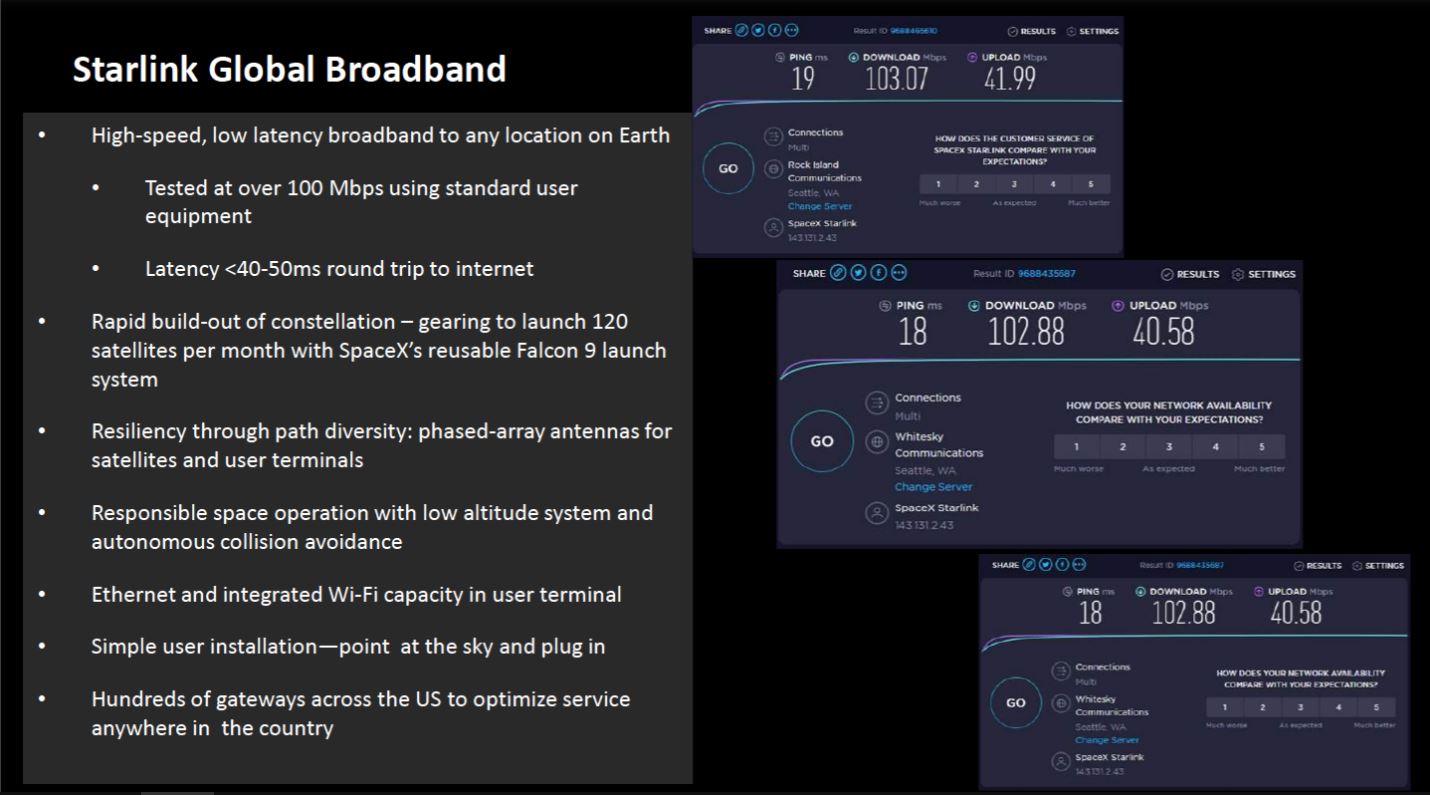 Starlink Global Broadband
• High-speed, low latency broadband to any location on Earth
• Tested at over 100 Mbps using standard user
equipment
• Latency <40-50ms round trip to internet
• Rapid build-out of constellation – gearing to launch 120
satellites per month with SpaceX's reusable Falcon 9 launch
system
• Resiliency through path diversity: phased-array antennas for
satellites and user terminals
• Responsible space operation with low altitude system and
autonomous collision avoidance
• Ethernet and integrated Wi-Fi capacity in user terminal
• Simple user installation—point at the sky and plug in
• Hundreds of gateways across the US to optimize service
anywhere in the country
SHARE Result ID 9688465610 RESULTS SETTINGS
PING ms DOWNLOAD Mbps UPLOAD Mbps
19 103.07 41.99
GO
Connections
Multi
Rock Island
Communications
Seattle, WA
Change Server
SpaceX Starlink
143.131.2.43
HOW DOES THE CUSTOMER SERVICE OF
SPACEX STARLINK COMPARE WITH YOUR
EXPECTATIONS?
1 2 3 4 5
Much worse As expected Much better
SHARE Result ID 9688435687 RESULTS SETTINGS
PING ms DOWNLOAD Mbps UPLOAD Mbps
18 102.88 40.58
GO
Connections
Multi
Whitesky
Communications
Seattle, WA
Change Server
SpaceX Starlink
143.131.2.43
HOW DOES YOUR NETWORK AVAILABILITY
COMPARE WITH YOUR EXPECTATIONS?
1 2 3 4 5
Much worse As expected Much better
SHARE Result ID 9688435687 RESULTS SETTINGS
PING ms DOWNLOAD Mbps UPLOAD Mbps
18 102.88 40.58
GO
Connections
Multi
Whitesky
Communications
Seattle, WA
Change Server
SpaceX Starlink
143.131.2.43
HOW DOES YOUR NETWORK AVAILABILITY
COMPARE WITH YOUR EXPECTATIONS?
1 2 3 4 5
Much worse As expected Much better